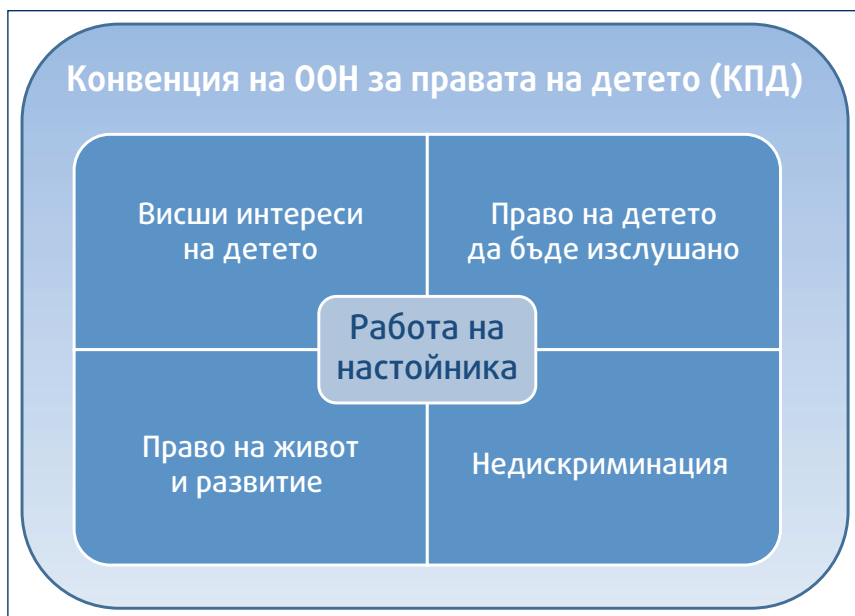 Конвенция на ООН за правата на детето (КПД)
Висши интереси
на детето
Право на детето
да бъде изслушано
Работа на
настойника
Право на живот
и развитие
Недискриминация